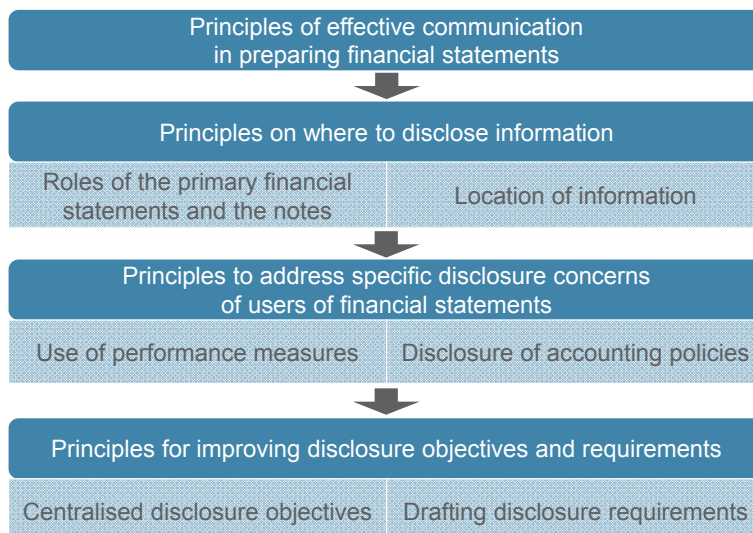 Principles of effective communication
in preparing financial statements
Principles on where to disclose information
Roles of the primary financial
statements and the notes
Location of information
Principles to address specific disclosure concerns
of users of financial statements
Use of performance measures
Disclosure of accounting policies
Principles for improving disclosure objectives and requirements
Centralised disclosure objectives
Drafting disclosure requirements